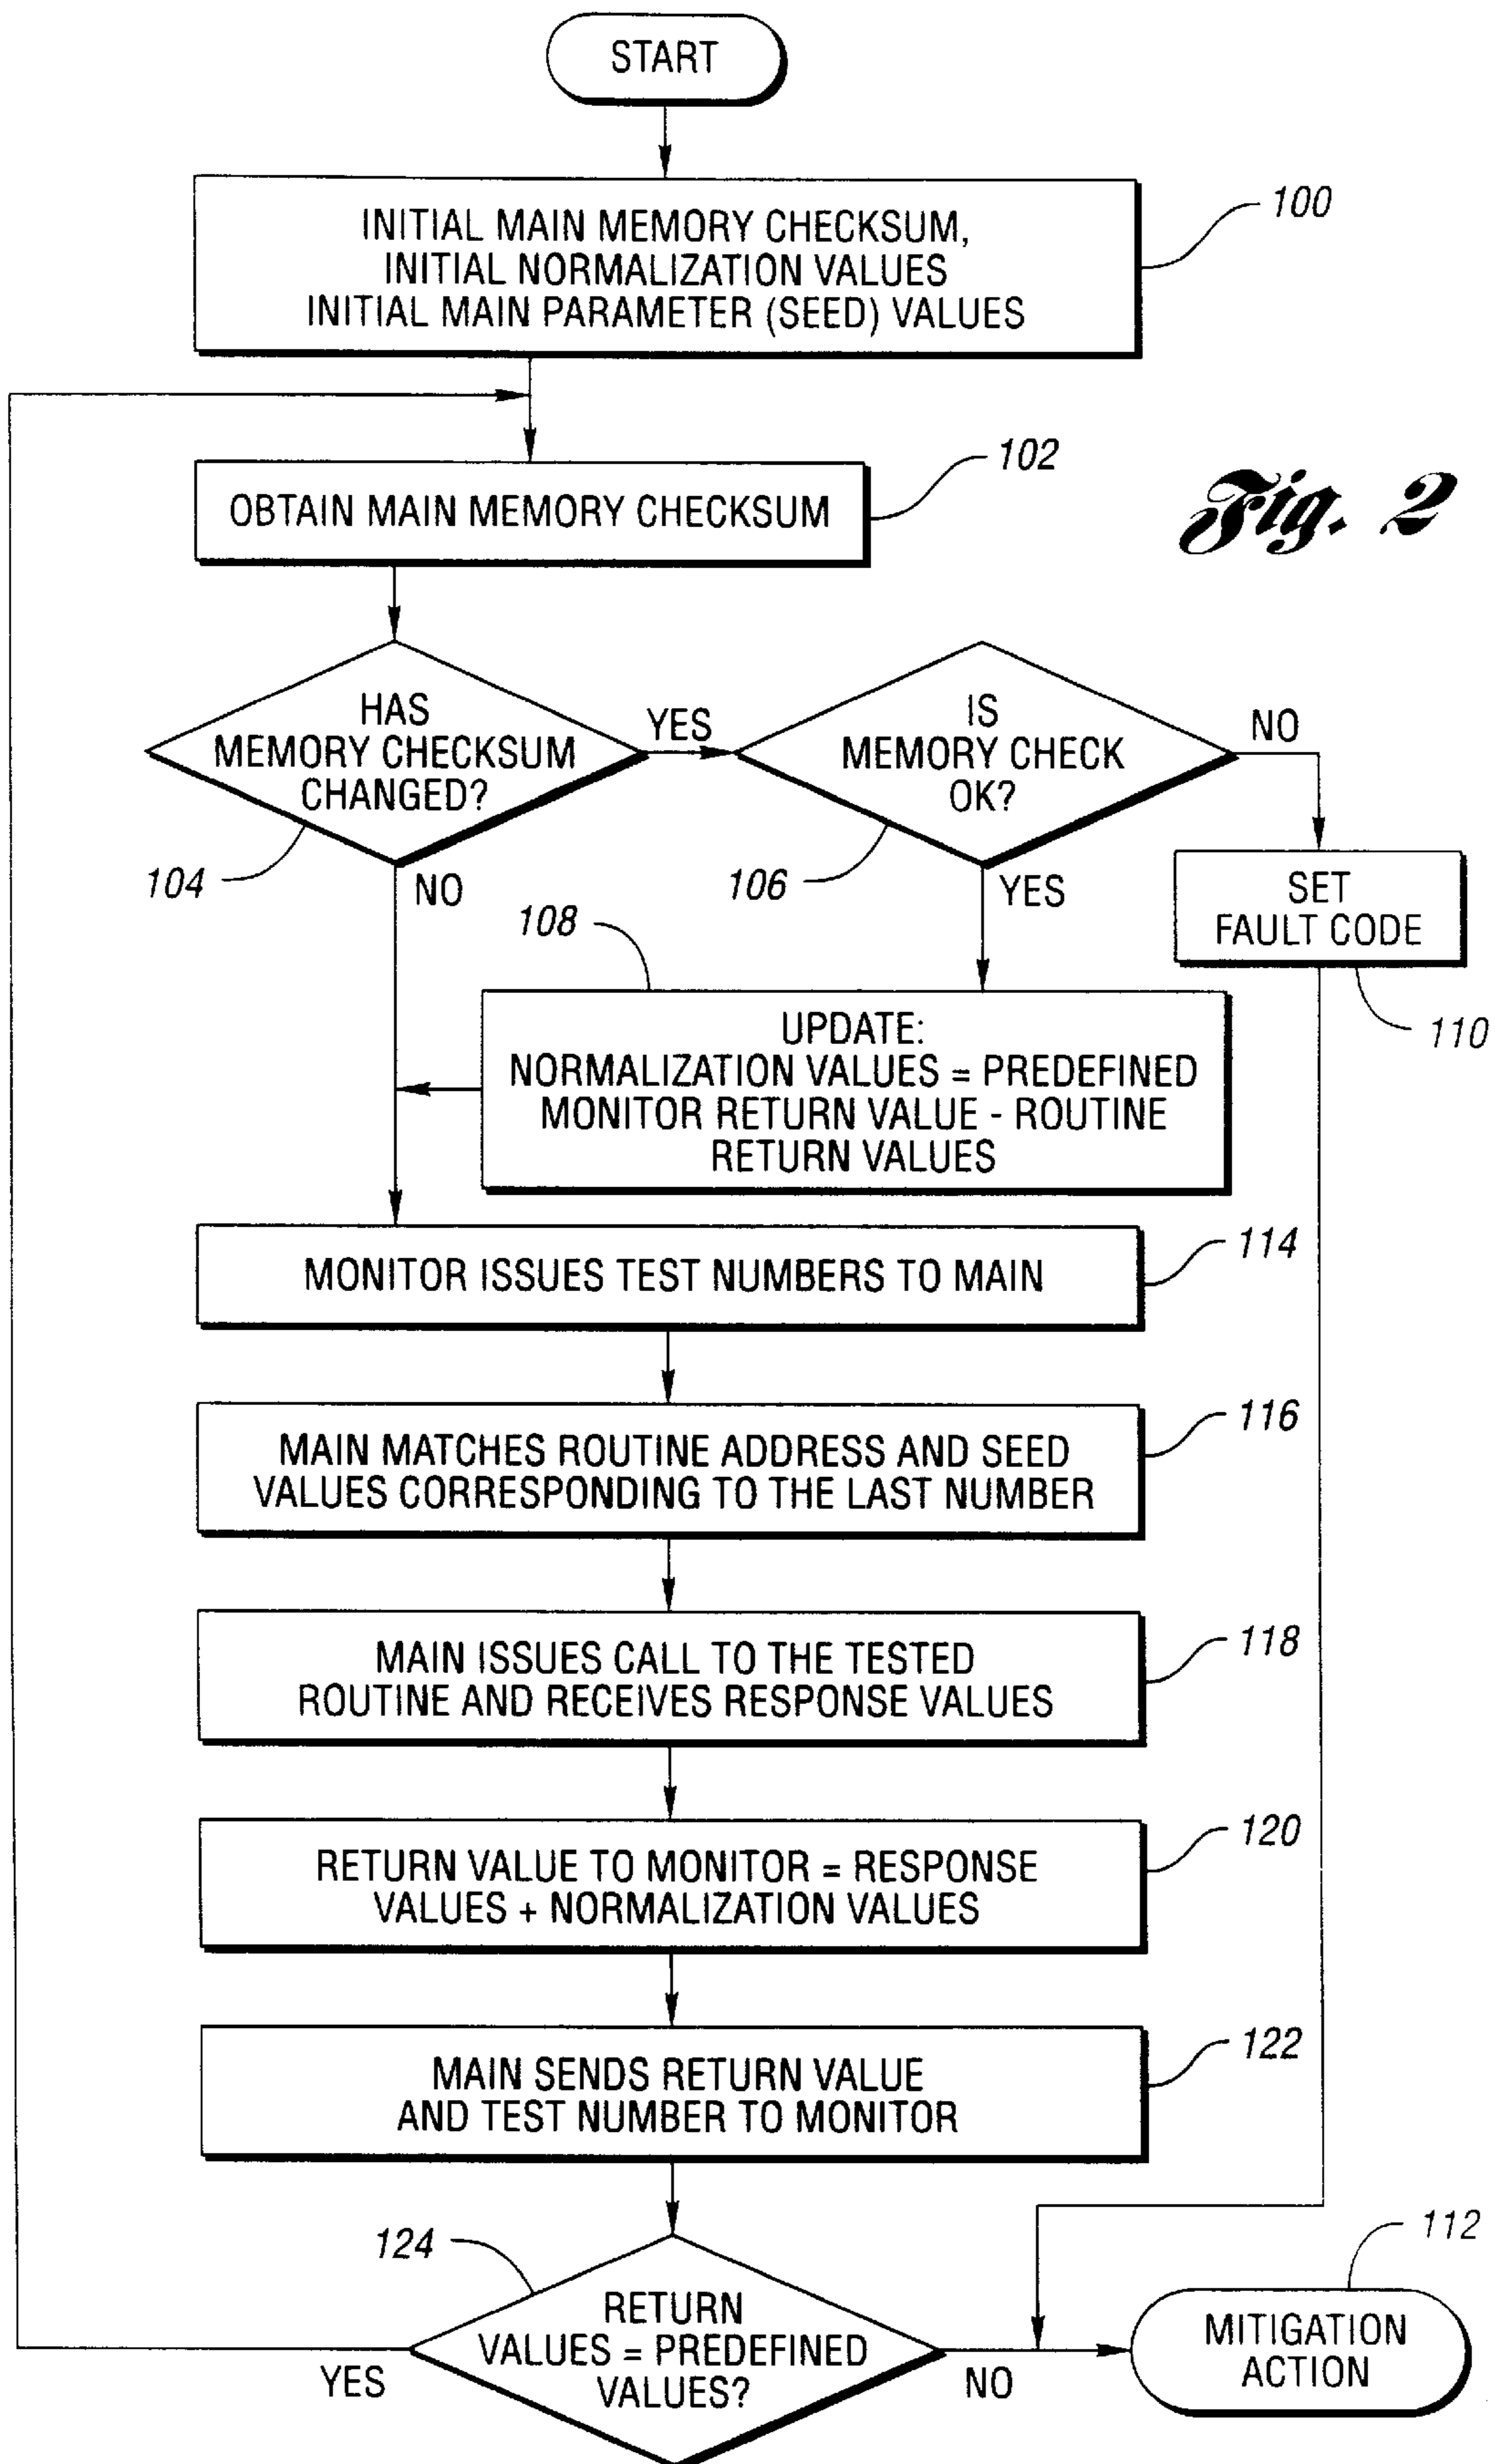 START
INITIAL MAIN MEMORY CHECKSUM,
INITIAL NORMALIZATION VALUES
INITIAL MAIN PARAMETER (SEED) VALUES
100
OBTAIN MAIN MEMORY CHECKSUM
102
Fig. 2
HAS
MEMORY CHECKSUM
CHANGED?
104
YES
NO
IS
MEMORY CHECK
OK?
106
NO
YES
SET
FAULT CODE
110
108
UPDATE:
NORMALIZATION VALUES = PREDEFINED
MONITOR RETURN VALUE - ROUTINE
RETURN VALUES
MONITOR ISSUES TEST NUMBERS TO MAIN
114
MAIN MATCHES ROUTINE ADDRESS AND SEED
VALUES CORRESPONDING TO THE LAST NUMBER
116
MAIN ISSUES CALL TO THE TESTED
ROUTINE AND RECEIVES RESPONSE VALUES
118
RETURN VALUE TO MONITOR = RESPONSE
VALUES + NORMALIZATION VALUES
120
MAIN SENDS RETURN VALUE
AND TEST NUMBER TO MONITOR
122
124
RETURN
VALUES = PREDEFINED
VALUES?
YES
NO
112
MITIGATION
ACTION